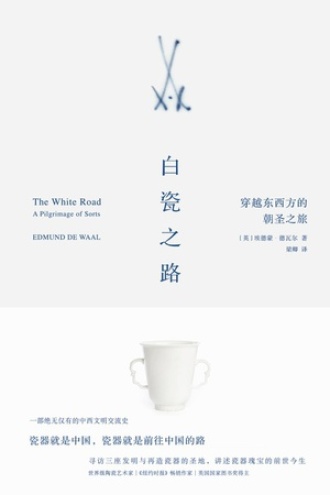 白瓷之路
The White Road
A Pilgrimage of Sorts
EDMUND DE WAAL
穿越东西方的
朝圣之旅
［英］埃德蒙·德瓦尔 著
梁卿 译
一部绝无仅有的中西文明交流史
瓷器就是中国，瓷器就是前往中国的路
寻访三座发明与再造瓷器的圣地，讲述瓷器瑰宝的前世今生
世界级陶瓷艺术家｜《纽约时报》畅销作家｜英国国家图书奖得主